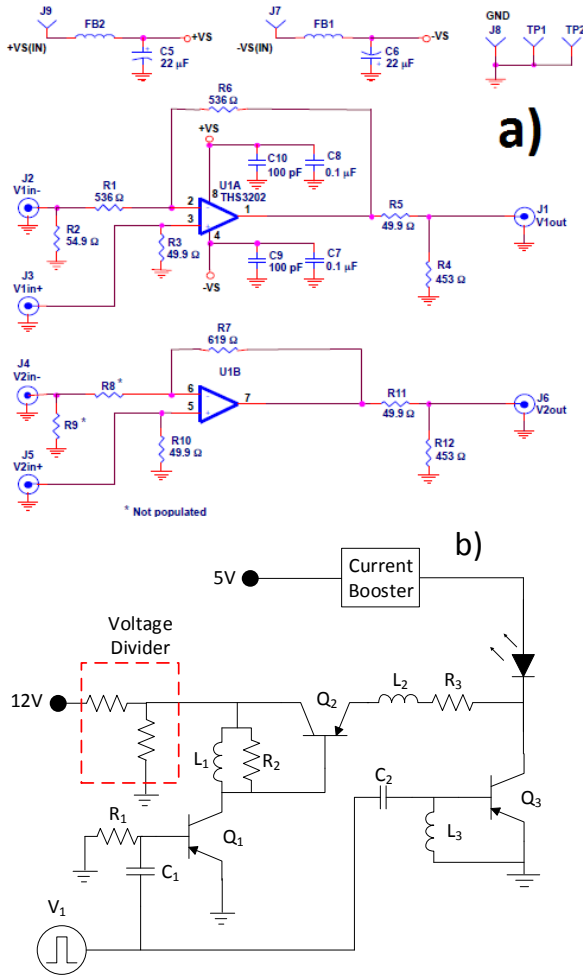 J9
FB2
+VS(IN)
+VS
C5
22 µF
J7
FB1
-VS(IN)
-VS
C6
22 µF
GND
J8
TP1
TP2
a)
R6
536 Ω
+VS
C10
100 pF
C8
0.1 µF
J2
V1in-
R1
536 Ω
R2
54.9 Ω
U1A
THS3202
8
2
3
1
4
R3
49.9 Ω
J3
V1in+
-VS
C9
100 pF
C7
0.1 µF
R5
49.9 Ω
R4
453 Ω
J1
V1out
R7
619 Ω
J4
V2in-
R8 *
R9 *
U1B
6
5
7
R10
49.9 Ω
J5
V2in+
R11
49.9 Ω
R12
453 Ω
J6
V2out
* Not populated
b)
5V
Current
Booster
Voltage
Divider
12V
L1
R2
Q2
L2
R3
R1
Q1
C1
C2
L3
Q3
V1